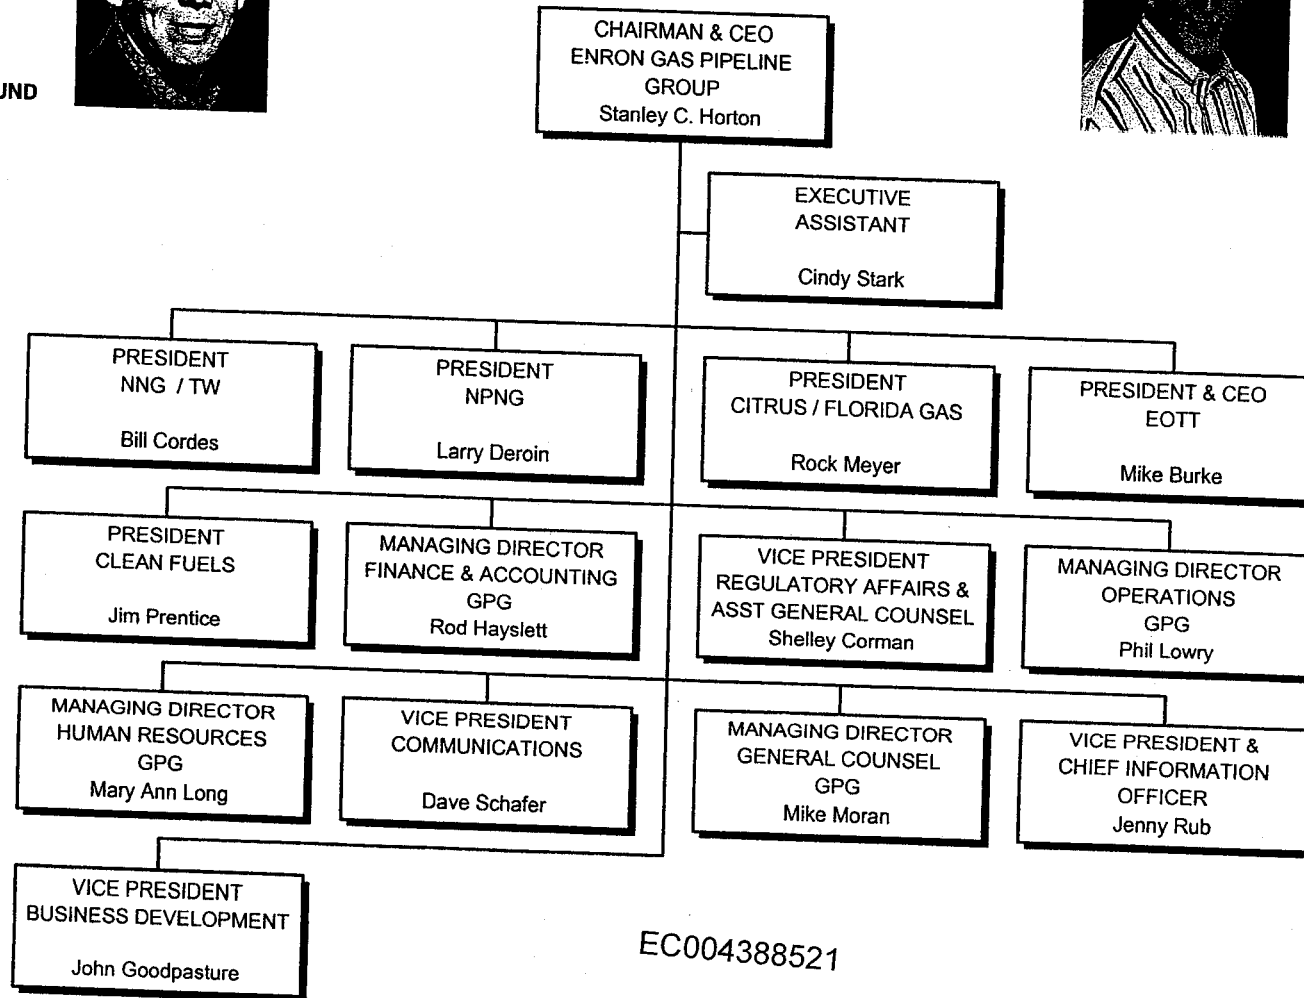 UND
CHAIRMAN & CEO
ENRON GAS PIPELINE
GROUP
Stanley C. Horton
EXECUTIVE
ASSISTANT
Cindy Stark
PRESIDENT
NNG / TW
Bill Cordes
PRESIDENT
NPNG
Larry Deroin
PRESIDENT
CITRUS / FLORIDA GAS
Rock Meyer
PRESIDENT & CEO
EOTT
Mike Burke
PRESIDENT
CLEAN FUELS
Jim Prentice
MANAGING DIRECTOR
FINANCE & ACCOUNTING
GPG
Rod Hayslett
VICE PRESIDENT
REGULATORY AFFAIRS &
ASST GENERAL COUNSEL
Shelley Corman
MANAGING DIRECTOR
OPERATIONS
GPG
Phil Lowry
MANAGING DIRECTOR
HUMAN RESOURCES
GPG
Mary Ann Long
VICE PRESIDENT
COMMUNICATIONS
Dave Schafer
MANAGING DIRECTOR
GENERAL COUNSEL
GPG
Mike Moran
VICE PRESIDENT &
CHIEF INFORMATION
OFFICER
Jenny Rub
VICE PRESIDENT
BUSINESS DEVELOPMENT
John Goodpasture
EC004388521